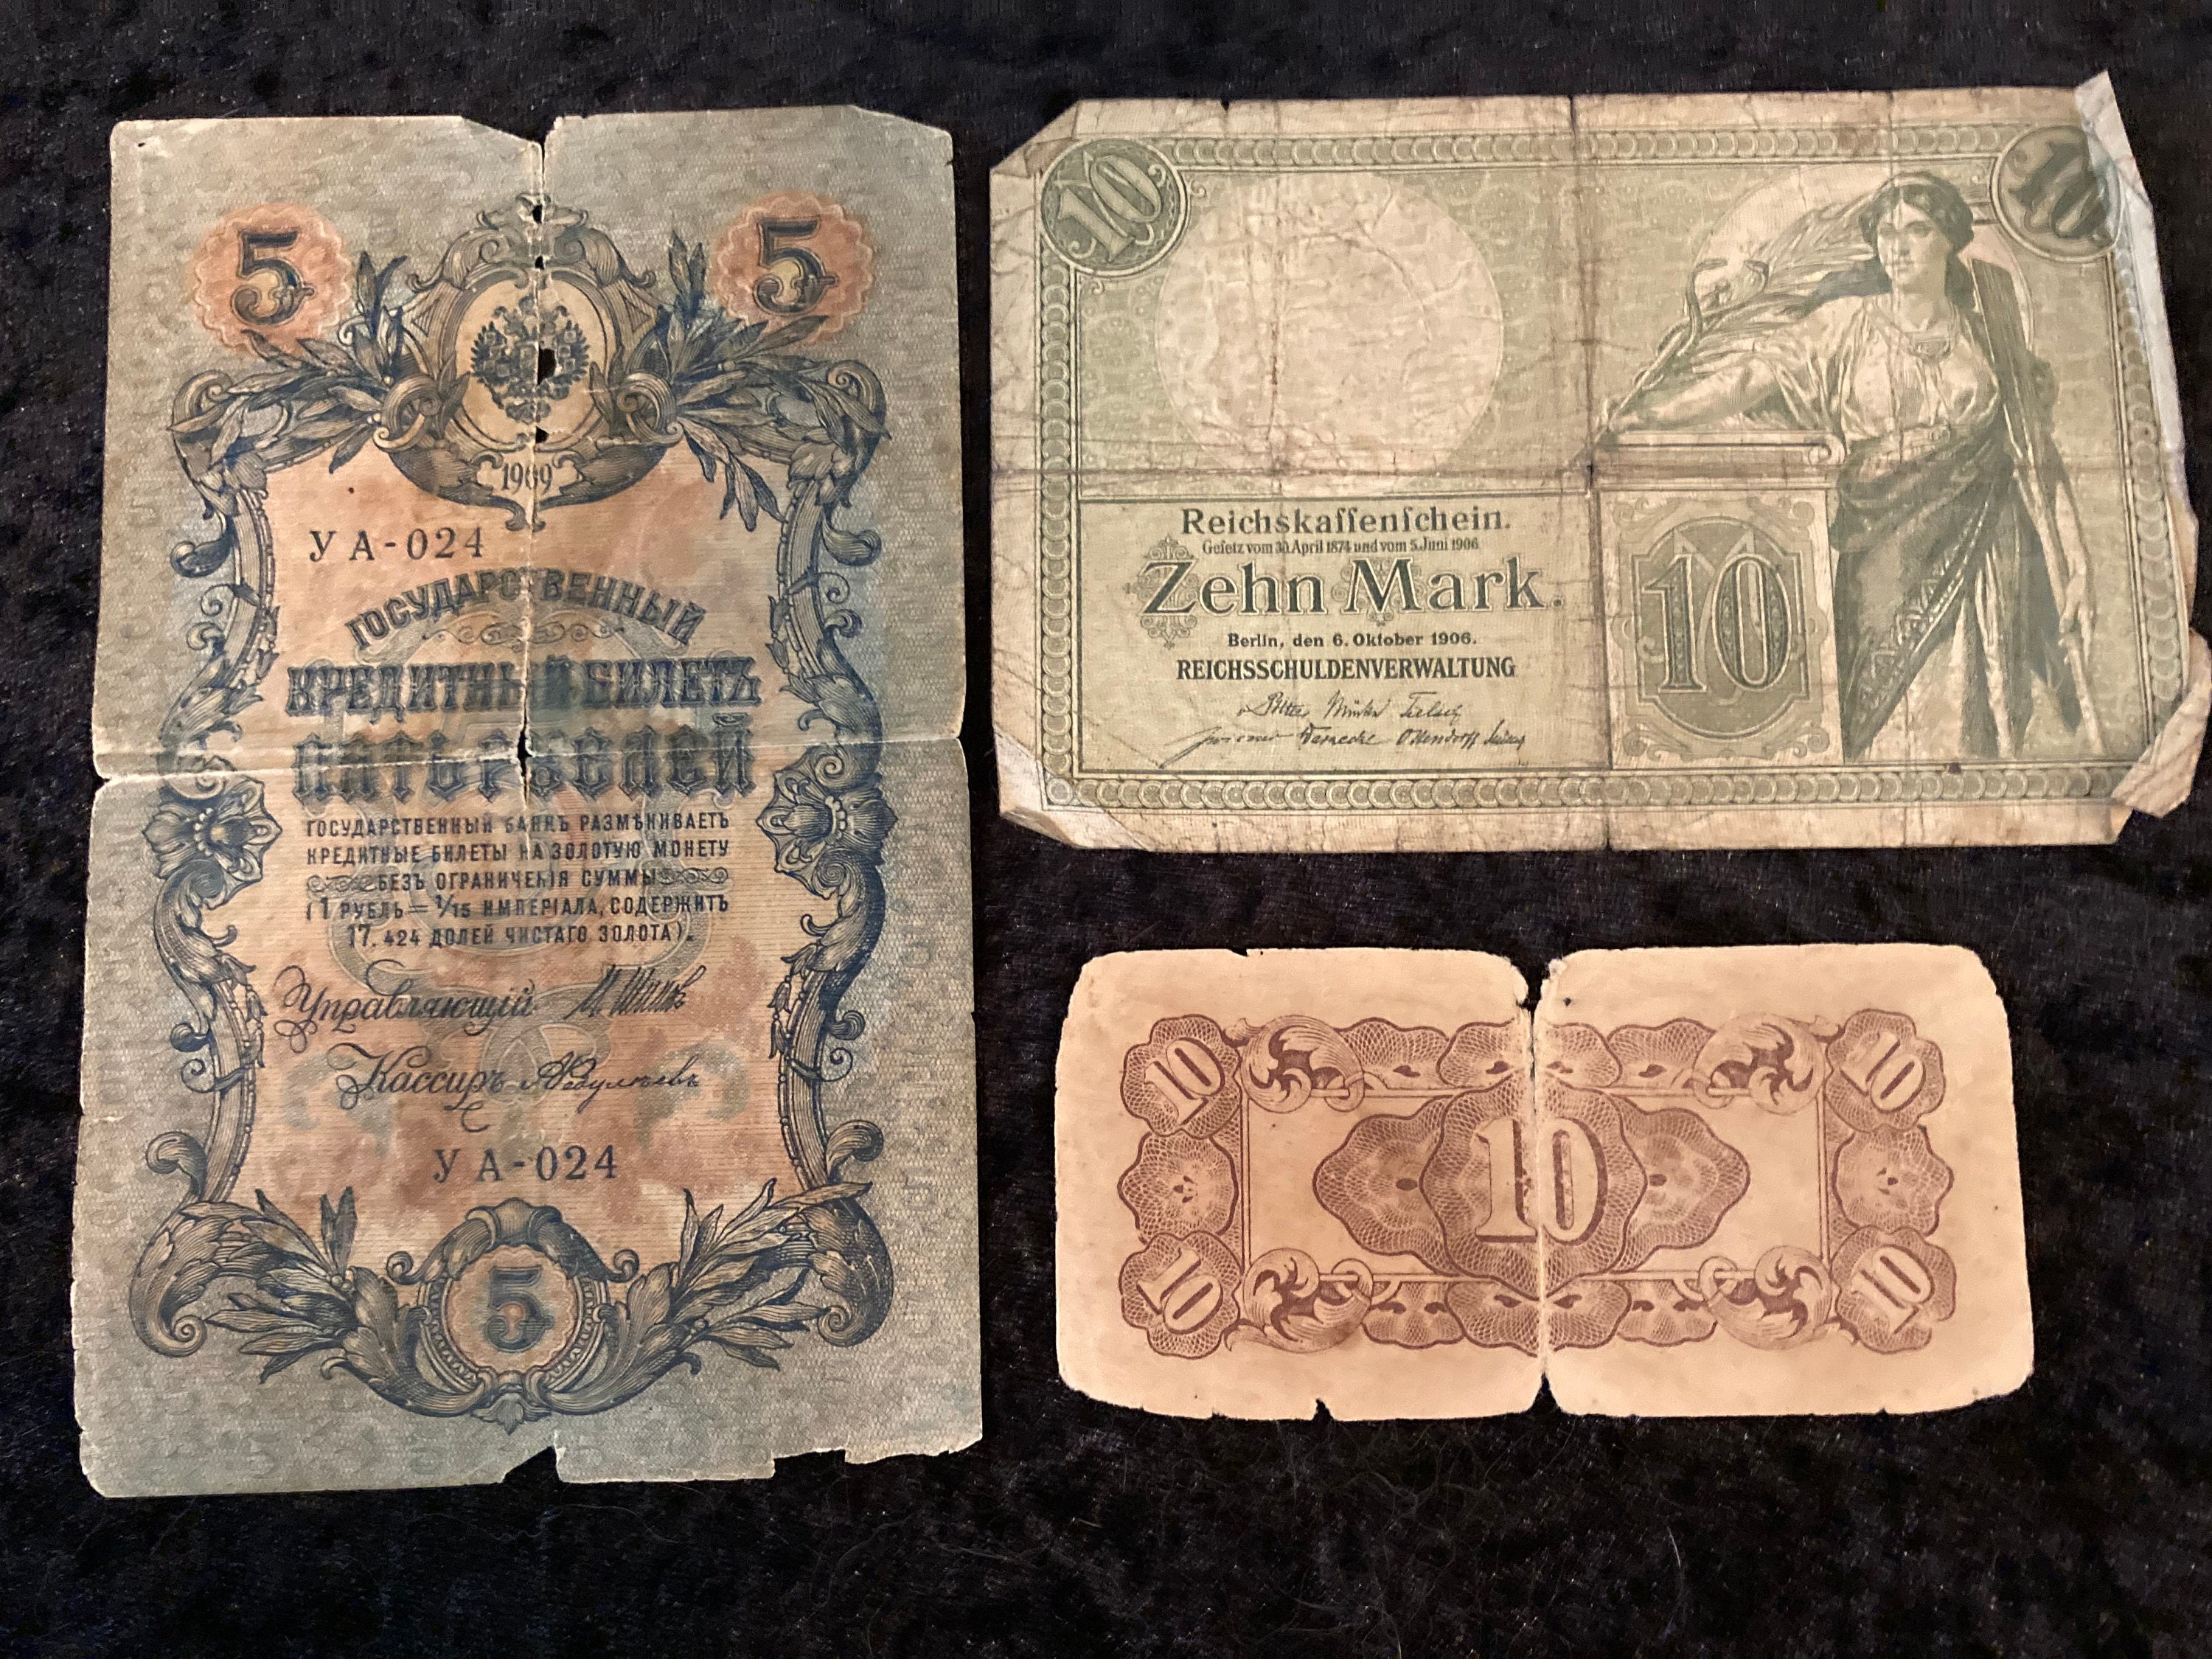 5
5
1909
УА-024
ГОСУДАРСТВЕННЫЙ
КРЕДИТНЫЙ БИЛЕТЪ
ПЯТЬ РУБЛЕЙ
ГОСУДАРСТВЕННЫЙ БАНКЪ РАЗМѢНИВАЕТЪ
КРЕДИТНЫЕ БИЛЕТЫ НА ЗОЛОТУЮ МОНЕТУ
БЕЗЪ ОГРАНИЧЕНІЯ СУММЫ
(1 РУБЛЬ = 1/15 ИМПЕРІАЛА, СОДЕРЖИТЪ
17.424 ДОЛЕЙ ЧИСТАГО ЗОЛОТА).
Управляющій
Кассиръ
УА-024
5
10
10
Reichskaſſenſchein.
Geſetz vom 30. April 1874 und vom 5. Juni 1906
Zehn Mark.
Berlin, den 6. Oktober 1906.
REICHSSCHULDENVERWALTUNG
10
10
10
10
10
10